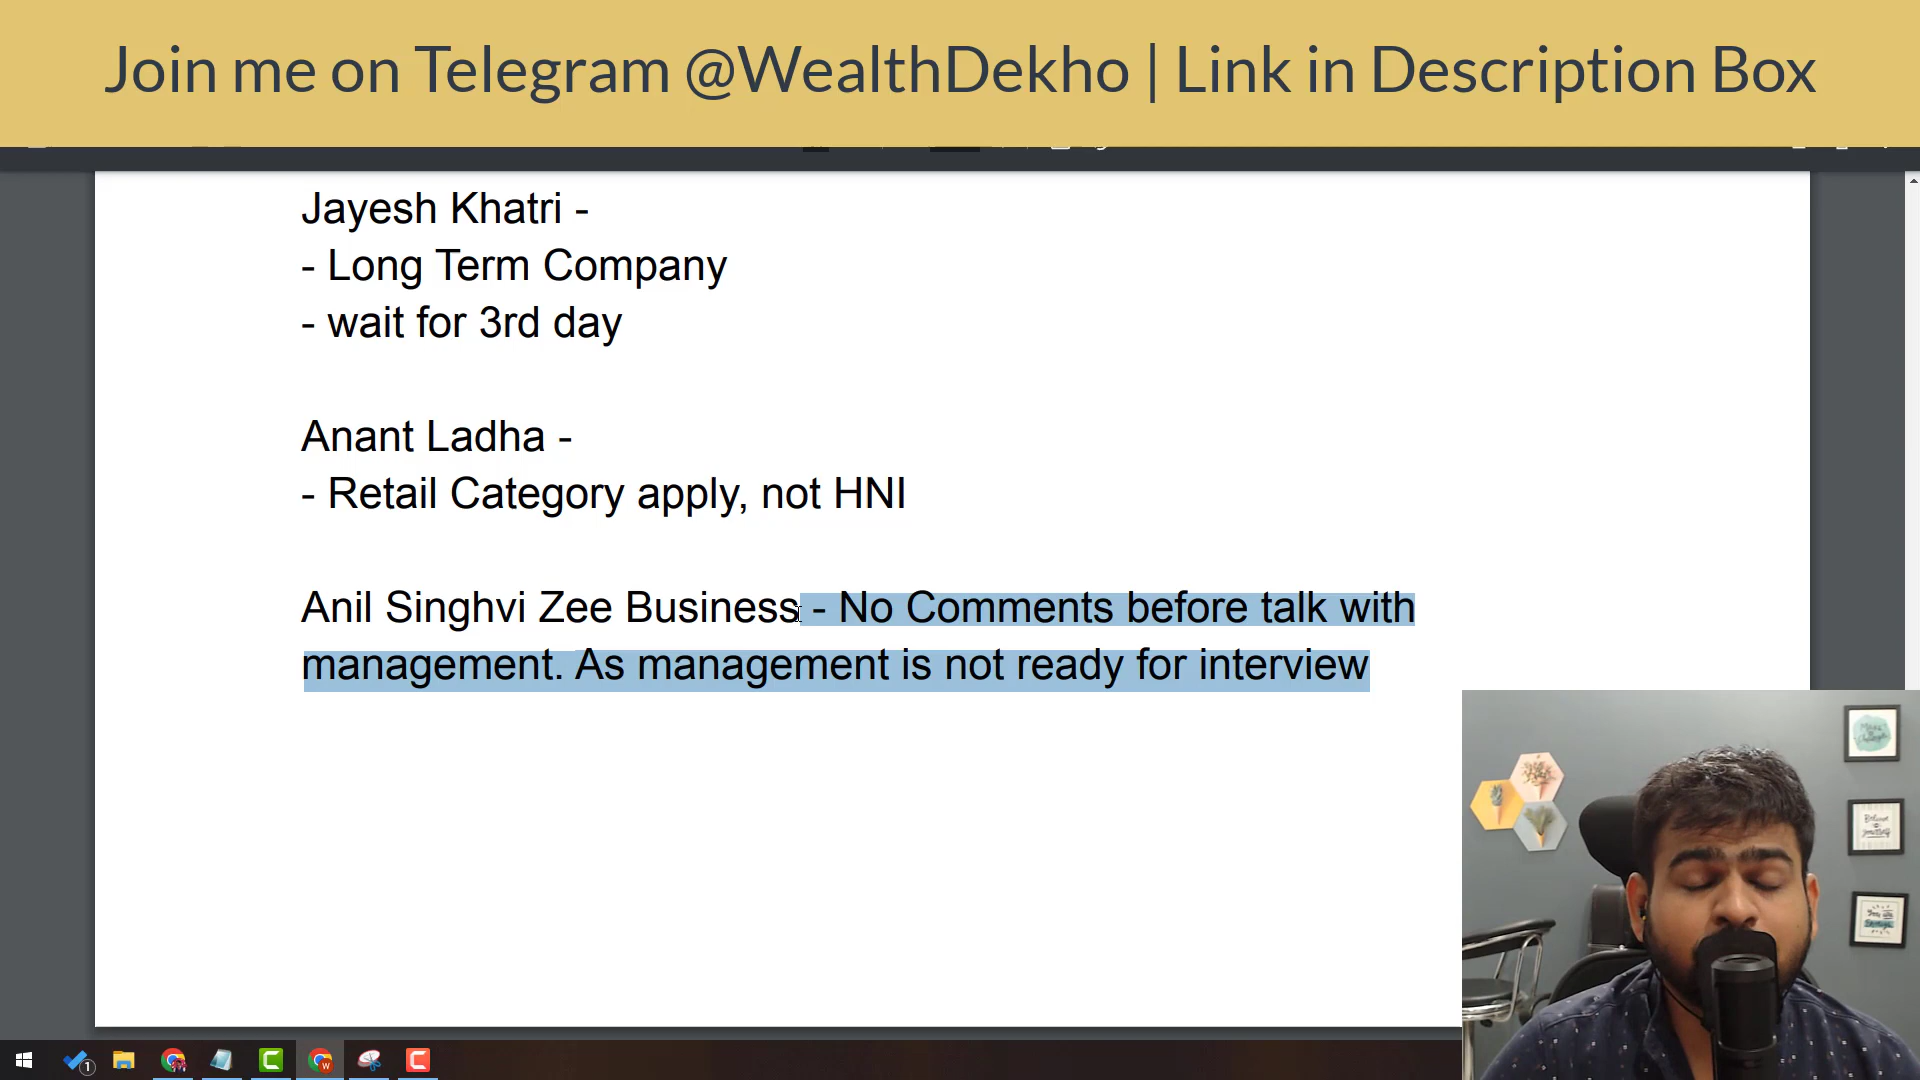 Join me on Telegram @WealthDekho | Link in Description Box
Jayesh Khatri -
- Long Term Company
- wait for 3rd day
Anant Ladha -
- Retail Category apply, not HNI
Anil Singhvi Zee Business - No Comments before talk with
management. As management is not ready for interview
1